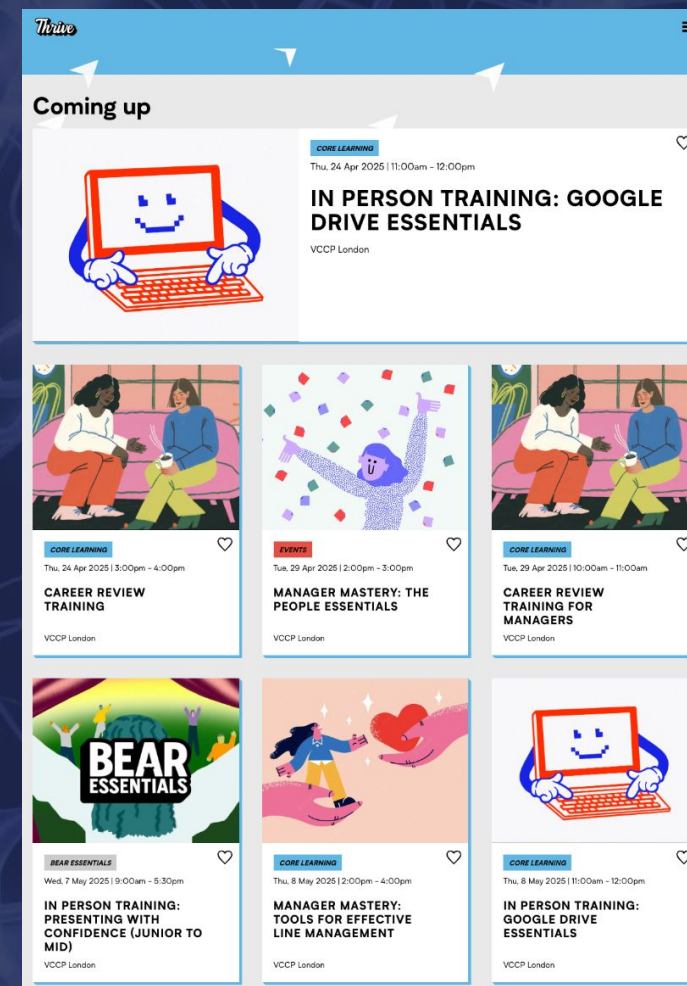 Thrive
Coming up
CORE LEARNING
Thu, 24 Apr 2025 | 11:00am - 12:00pm
IN PERSON TRAINING: GOOGLE
DRIVE ESSENTIALS
VCCP London
CORE LEARNING
Thu, 24 Apr 2025 | 3:00pm - 4:00pm
CAREER REVIEW
TRAINING
VCCP London
EVENTS
Tue, 29 Apr 2025 | 2:00pm - 3:00pm
MANAGER MASTERY: THE
PEOPLE ESSENTIALS
VCCP London
CORE LEARNING
Tue, 29 Apr 2025 | 10:00am - 11:00am
CAREER REVIEW
TRAINING FOR
MANAGERS
VCCP London
BEAR
ESSENTIALS
BEAR ESSENTIALS
Wed, 7 May 2025 | 9:00am - 5:30pm
IN PERSON TRAINING:
PRESENTING WITH
CONFIDENCE (JUNIOR TO
MID)
VCCP London
CORE LEARNING
Thu, 8 May 2025 | 2:00pm - 4:00pm
MANAGER MASTERY:
TOOLS FOR EFFECTIVE
LINE MANAGEMENT
VCCP London
CORE LEARNING
Thu, 8 May 2025 | 11:00am - 12:00pm
IN PERSON TRAINING:
GOOGLE DRIVE
ESSENTIALS
VCCP London